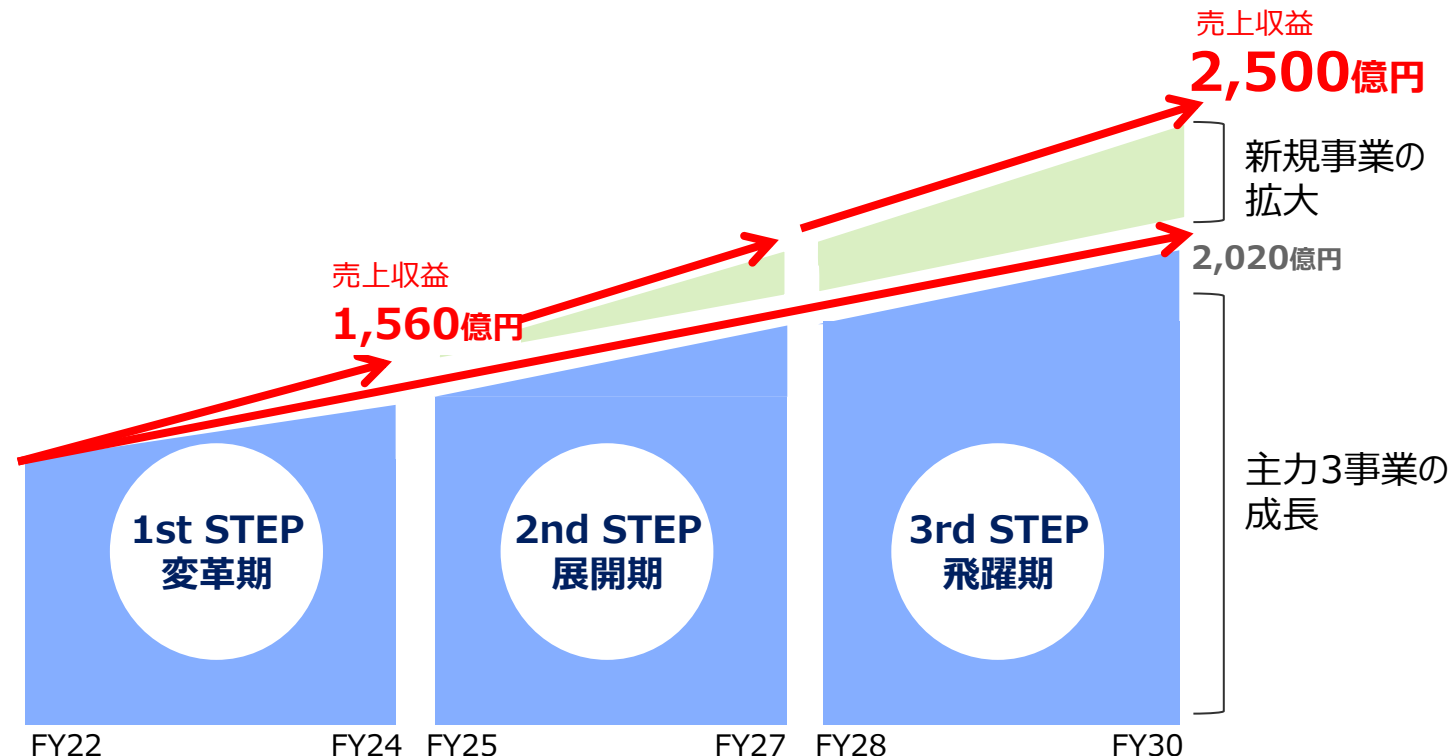 売上収益
2,500億円
新規事業の
拡大
2,020億円
売上収益
1,560億円
主力3事業の
成長
1st STEP
変革期
2nd STEP
展開期
3rd STEP
飛躍期
FY22
FY24
FY25
FY27
FY28
FY30